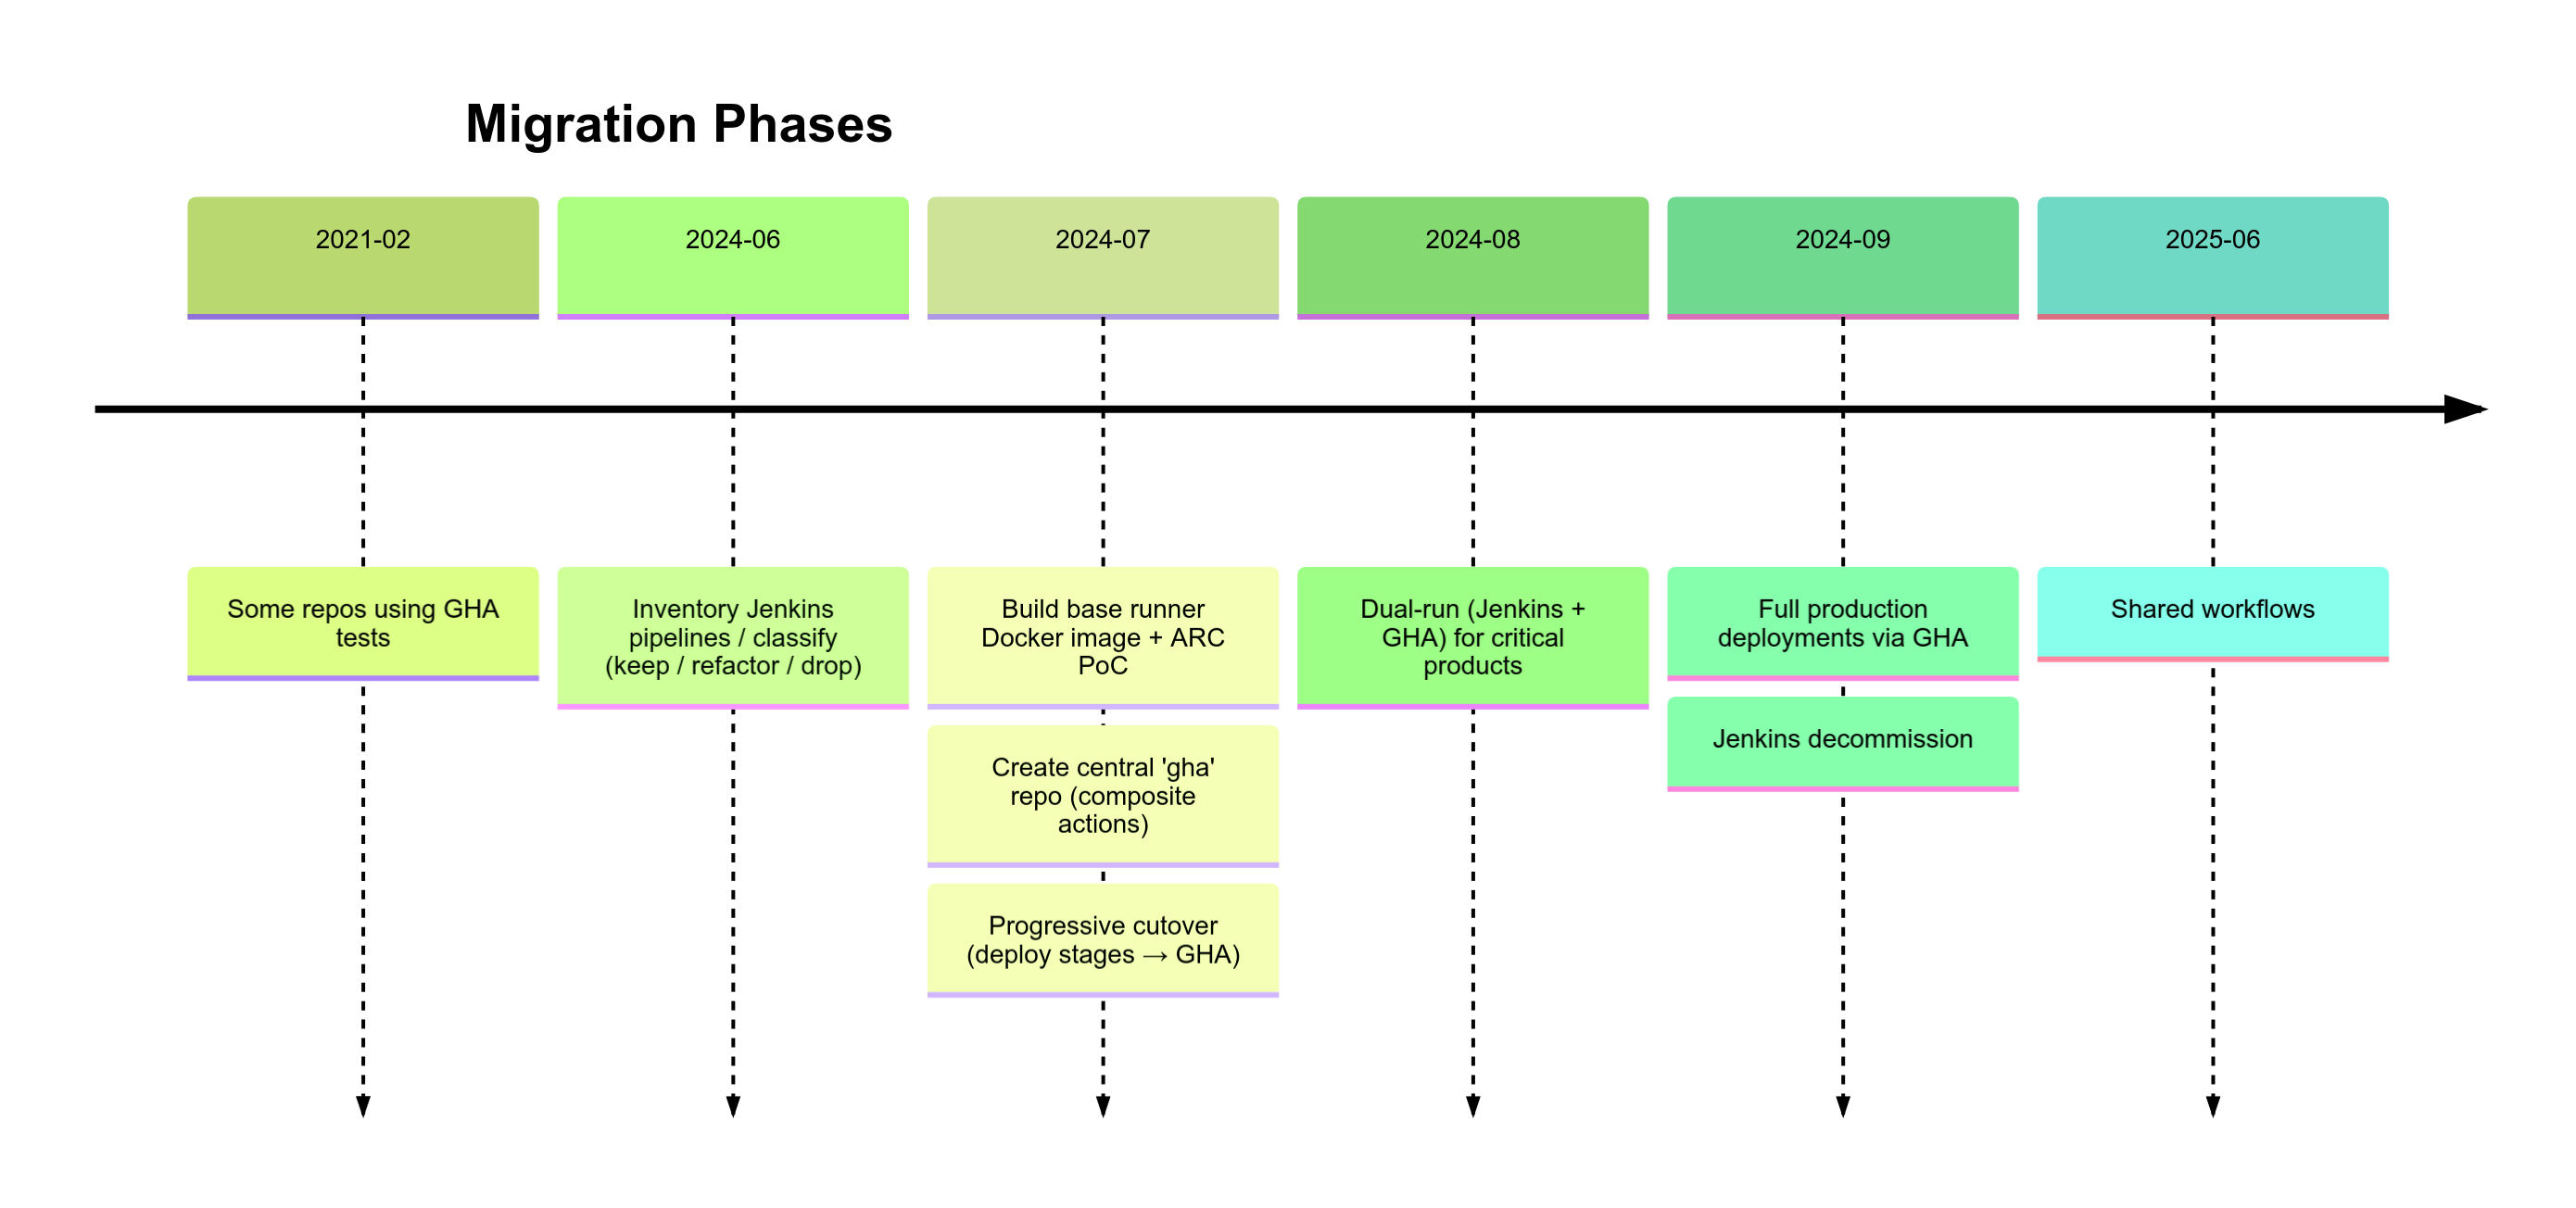 Migration Phases
2021-02
2024-06
2024-07
2024-08
2024-09
2025-06
Some repos using GHA
tests
Inventory Jenkins
pipelines / classify
(keep / refactor / drop)
Build base runner
Docker image + ARC
PoC
Create central 'gha'
repo (composite
actions)
Progressive cutover
(deploy stages → GHA)
Dual-run (Jenkins +
GHA) for critical
products
Full production
deployments via GHA
Jenkins decommission
Shared workflows